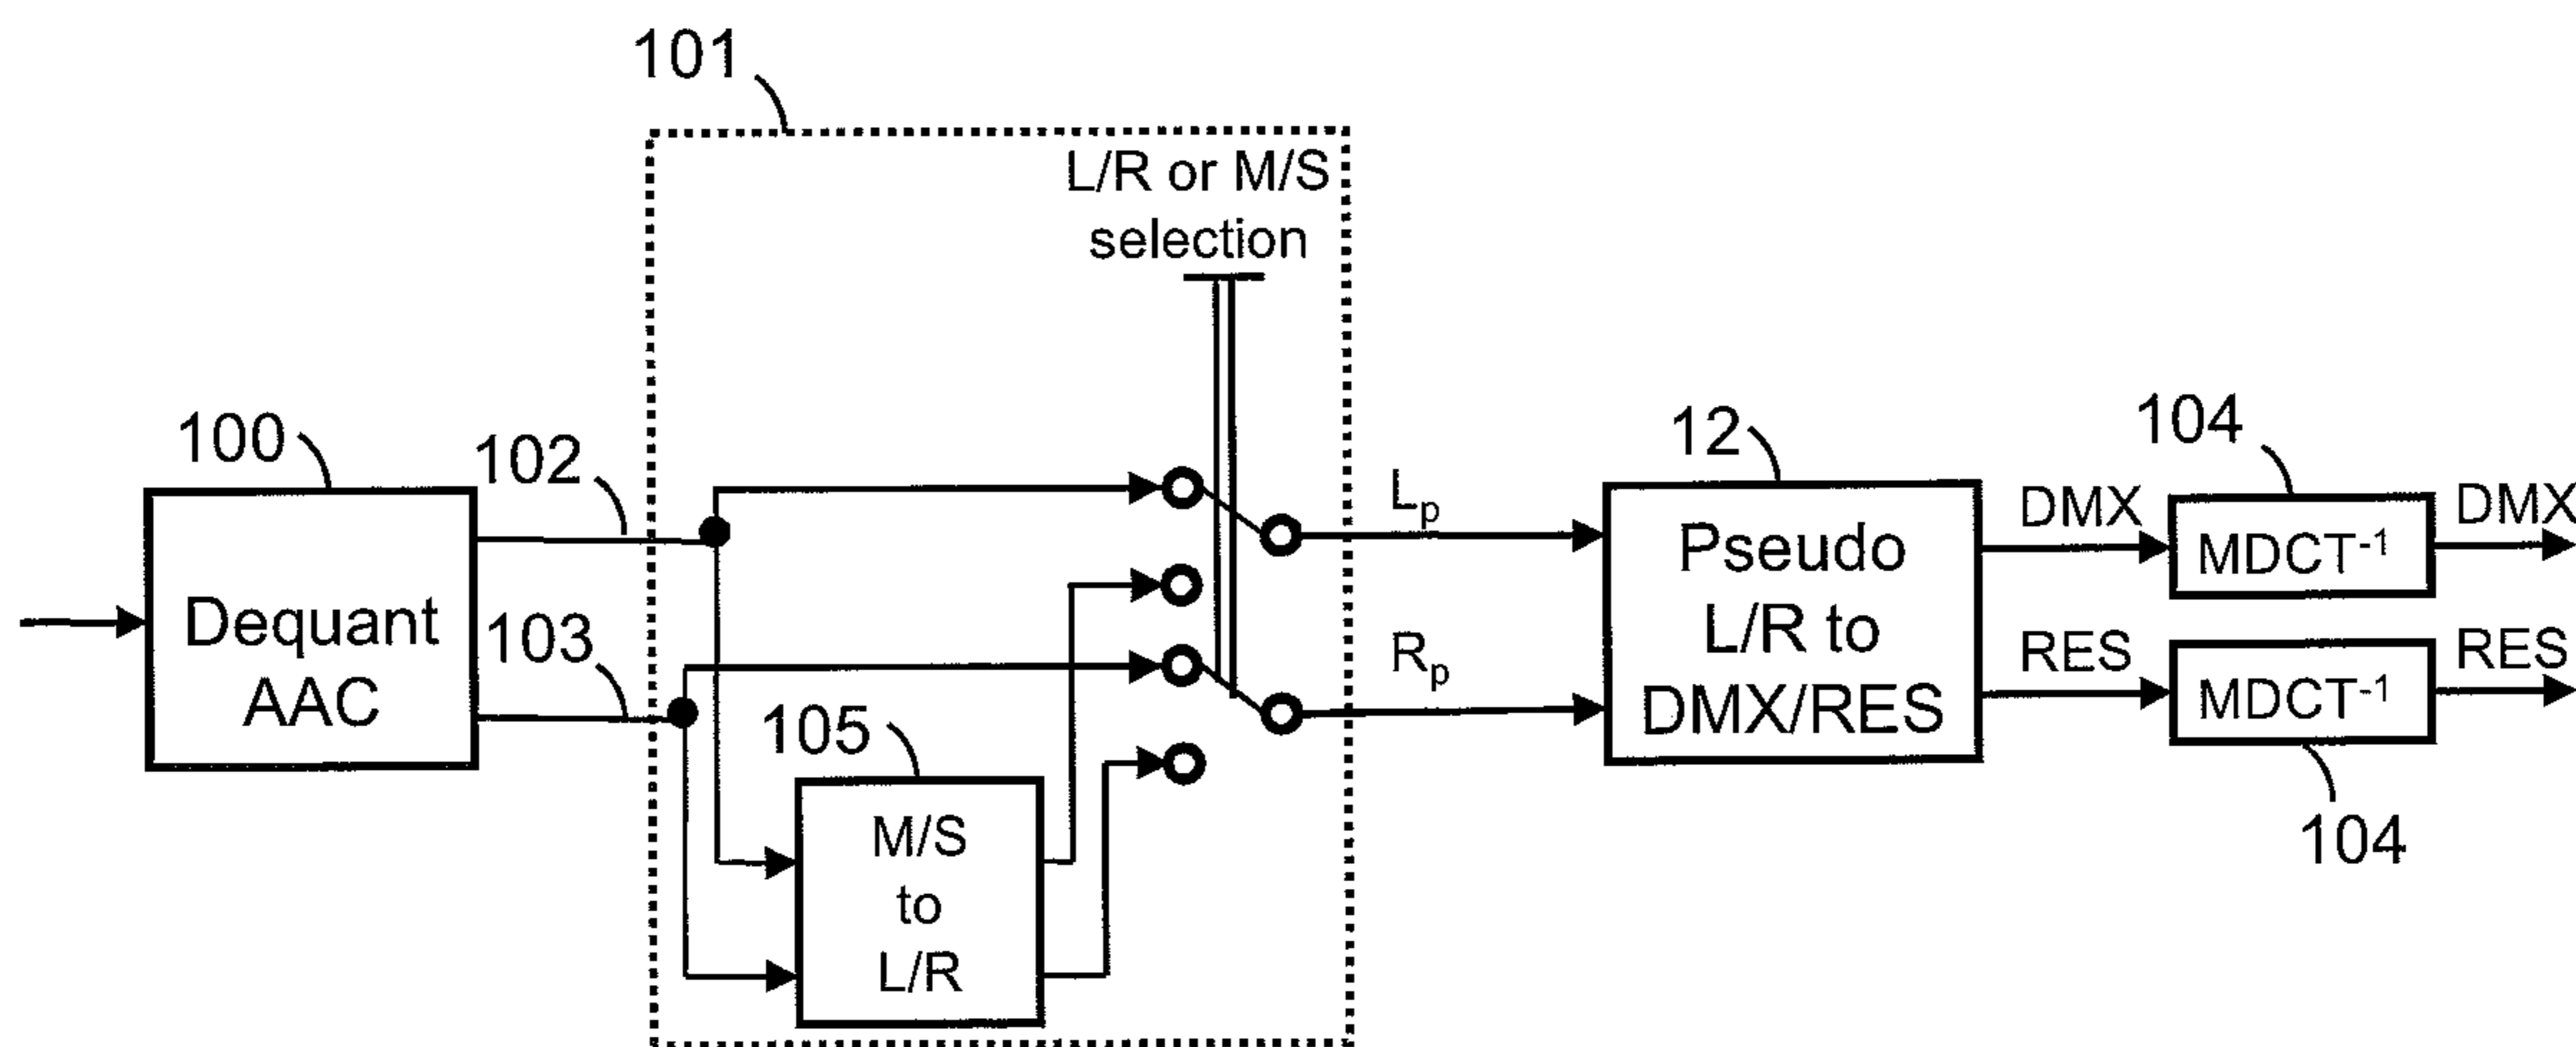 101
L/R or M/S
selection
100
102
103
Dequant
AAC
105
M/S
to
L/R
Lp
Rp
12
Pseudo
L/R to
DMX/RES
DMX
RES
104
MDCT-1
MDCT-1
104
DMX
RES